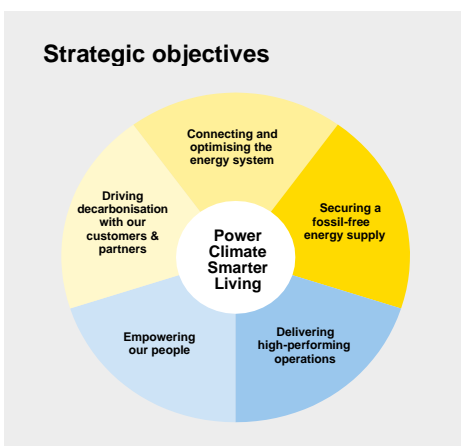 Strategic objectives
Connecting and
optimising the
energy system
Driving
decarbonisation
with our
customers &
partners
Securing a
fossil-free
energy supply
Power
Climate
Smarter
Living
Empowering
our people
Delivering
high-performing
operations